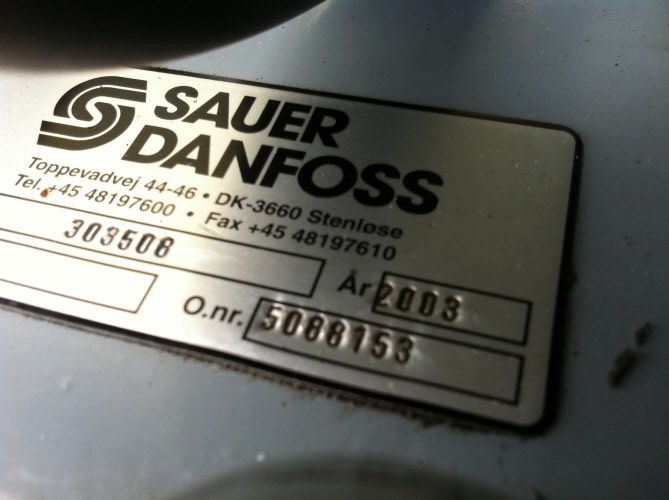 SAUER
DANFOSS
Toppevadvej 44-46 • DK-3660 Stenløse
Tel. +45 48197600 • Fax +45 48197610
303506
År 2003
O.nr. 5088153